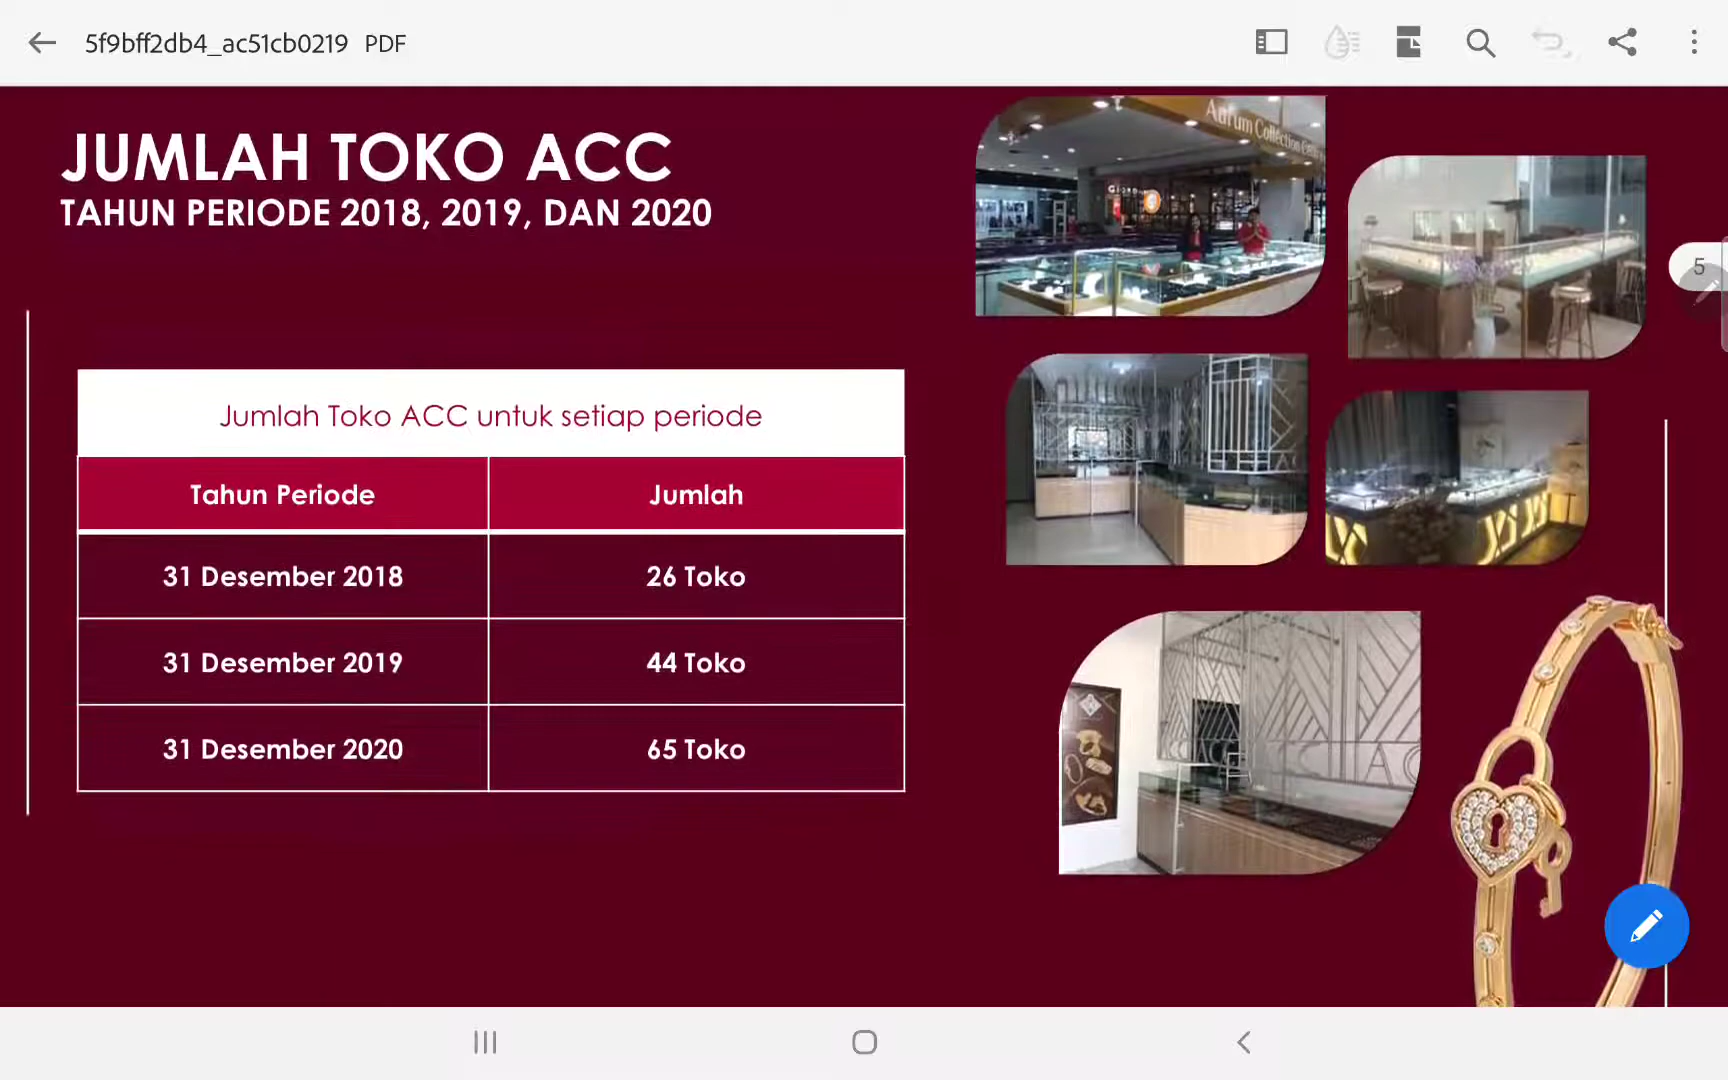 5f9bff2db4_ac51cb0219 PDF
JUMLAH TOKO ACC
TAHUN PERIODE 2018, 2019, DAN 2020
5
Jumlah Toko ACC untuk setiap periode
Tahun Periode Jumlah
31 Desember 2018 26 Toko
31 Desember 2019 44 Toko
31 Desember 2020 65 Toko
Aurum Collection